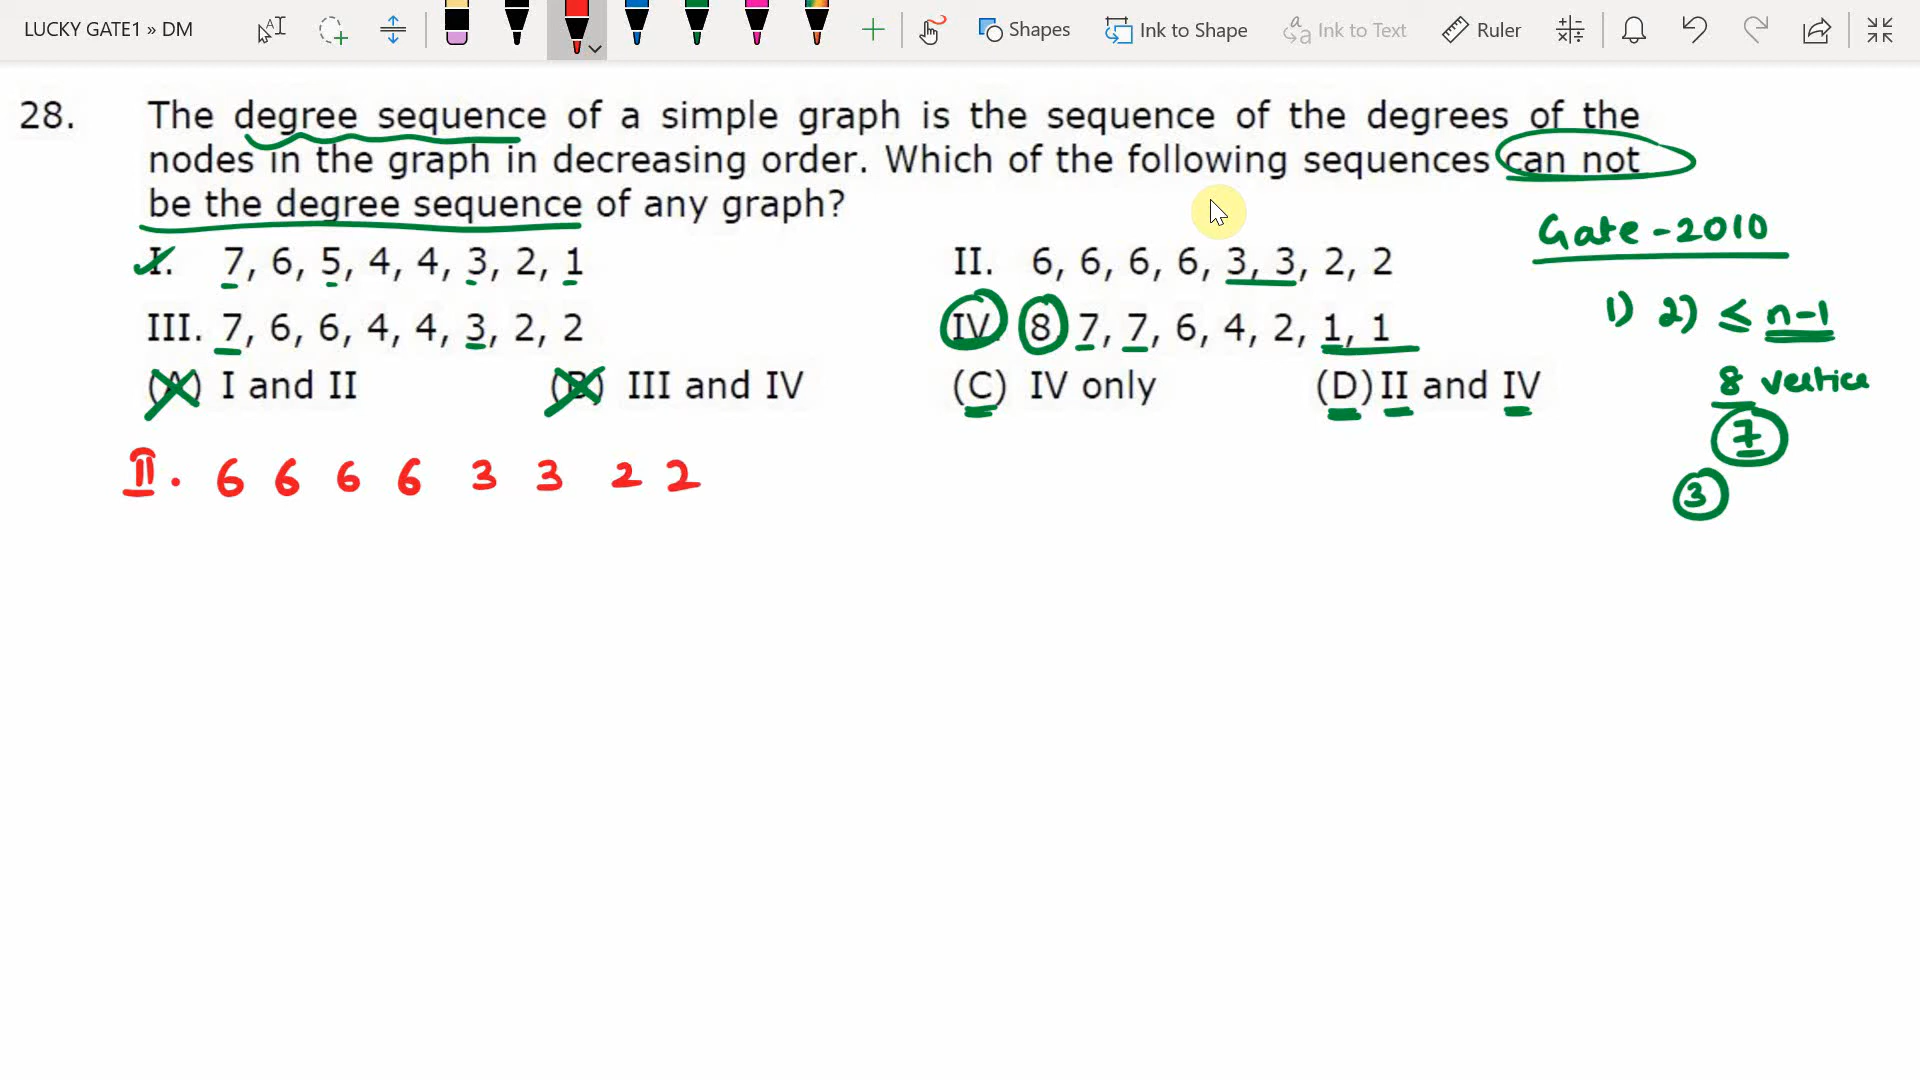 LUCKY GATE1 » DM
Shapes
Ink to Shape
Ink to Text
Ruler
28. The degree sequence of a simple graph is the sequence of the degrees of the
nodes in the graph in decreasing order. Which of the following sequences can not
be the degree sequence of any graph?
Gate - 2010
I. 7, 6, 5, 4, 4, 3, 2, 1
II. 6, 6, 6, 6, 3, 3, 2, 2
III. 7, 6, 6, 4, 4, 3, 2, 2
IV 8 7, 7, 6, 4, 2, 1, 1
1) 2) ≤ n-1
(A) I and II
(B) III and IV
(C) IV only
(D) II and IV
8 vertice
7
3
II. 6 6 6 6 3 3 2 2